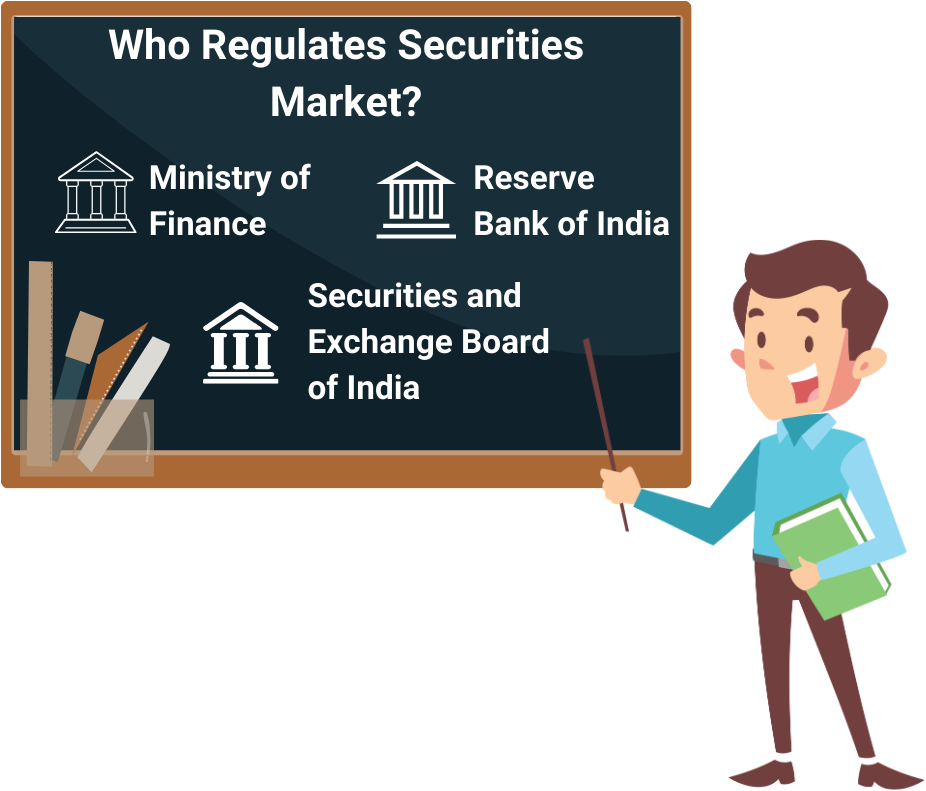 Who Regulates Securities
Market?
Ministry of
Finance
Reserve
Bank of India
Securities and
Exchange Board
of India